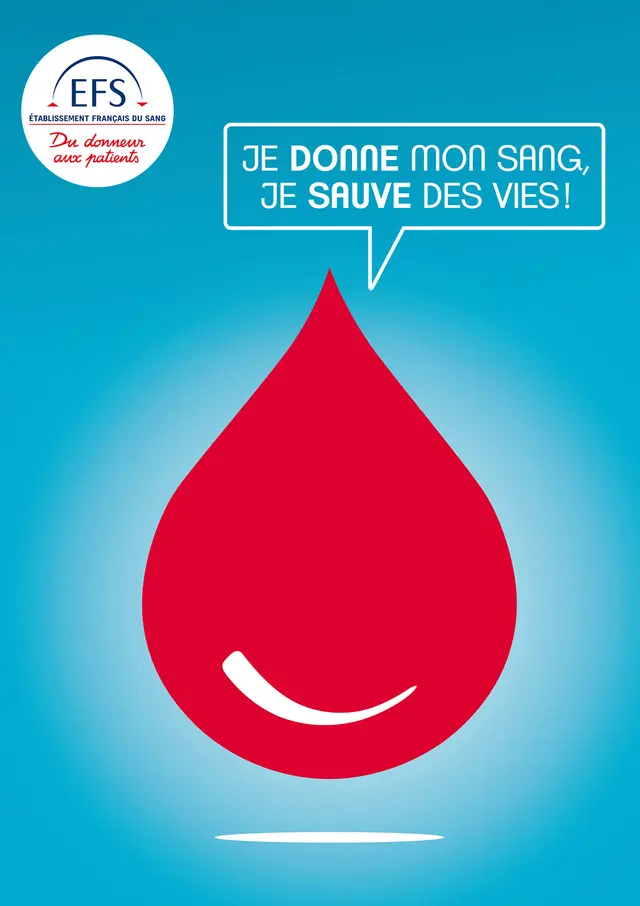 EFS
ÉTABLISSEMENT FRANÇAIS DU SANG
Du donneur
aux patients
JE DONNE MON SANG,
JE SAUVE DES VIES !